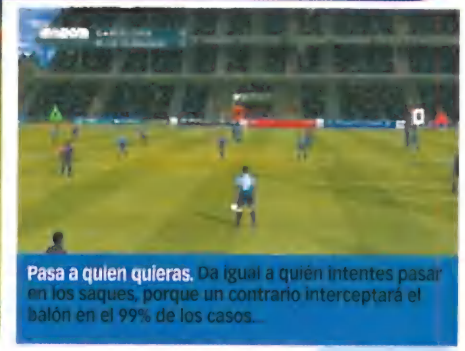 Pasa a quien quieras. Da igual a quién intentes pasar
en los saques, porque un contrario interceptará el
balón en el 99% de los casos...